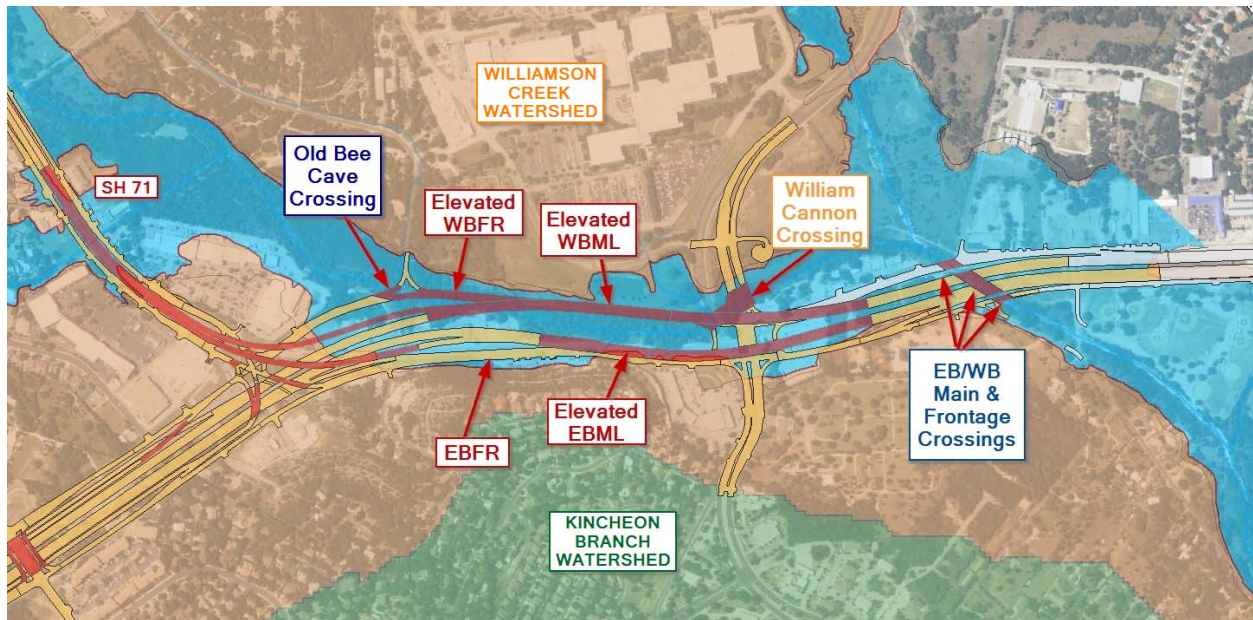 WILLIAMSON
CREEK
WATERSHED
Old Bee
Cave
Crossing
SH 71
Elevated
WBFR
Elevated
WBML
William
Cannon
Crossing
EB/WB
Main &
Frontage
Crossings
Elevated
EBML
EBFR
KINCHEON
BRANCH
WATERSHED